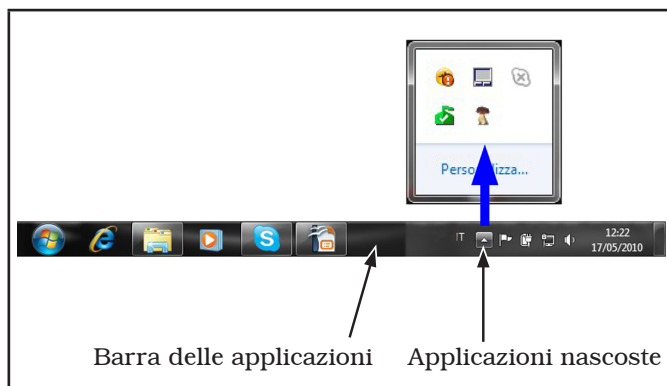 Personalizza...
IT
12:22
17/05/2010
Barra delle applicazioni
Applicazioni nascoste